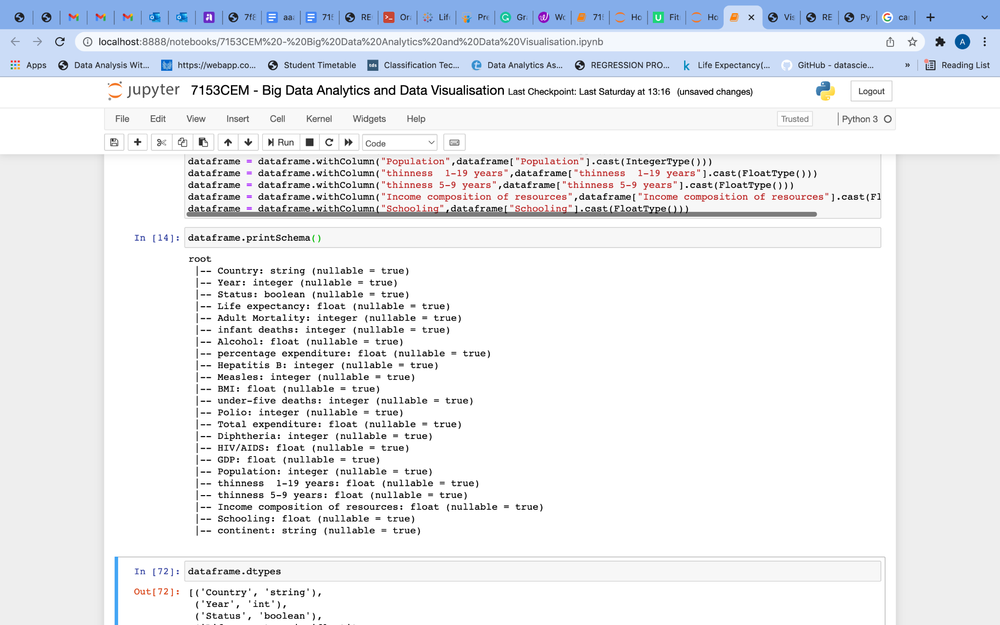 7f8 aaa 715 RE Ora Life Pre Gra Wo 715 Ho Fit Ho Vis RE Py ca
localhost:8888/notebooks/7153CEM%20-%20Big%20Data%20Analytics%20and%20Data%20Visualisation.ipynb A
Apps Data Analysis Wit... https://webapp.co... Student Timetable tds Classification Tec... Data Analytics As... REGRESSION PRO... k Life Expectancy(... GitHub - datascie... » Reading List
jupyter 7153CEM - Big Data Analytics and Data Visualisation Last Checkpoint: Last Saturday at 13:16 (unsaved changes) Logout
File Edit View Insert Cell Kernel Widgets Help Trusted Python 3
Run Code
dataframe = dataframe.withColumn("Population",dataframe["Population"].cast(IntegerType()))
dataframe = dataframe.withColumn("thinness  1-19 years",dataframe["thinness  1-19 years"].cast(FloatType()))
dataframe = dataframe.withColumn("thinness 5-9 years",dataframe["thinness 5-9 years"].cast(FloatType()))
dataframe = dataframe.withColumn("Income composition of resources",dataframe["Income composition of resources"].cast(Fl
dataframe = dataframe.withColumn("Schooling",dataframe["Schooling"].cast(FloatType()))
In [14]: dataframe.printSchema()
root
|-- Country: string (nullable = true)
|-- Year: integer (nullable = true)
|-- Status: boolean (nullable = true)
|-- Life expectancy: float (nullable = true)
|-- Adult Mortality: integer (nullable = true)
|-- infant deaths: integer (nullable = true)
|-- Alcohol: float (nullable = true)
|-- percentage expenditure: float (nullable = true)
|-- Hepatitis B: integer (nullable = true)
|-- Measles: integer (nullable = true)
|-- BMI: float (nullable = true)
|-- under-five deaths: integer (nullable = true)
|-- Polio: integer (nullable = true)
|-- Total expenditure: float (nullable = true)
|-- Diphtheria: integer (nullable = true)
|-- HIV/AIDS: float (nullable = true)
|-- GDP: float (nullable = true)
|-- Population: integer (nullable = true)
|-- thinness  1-19 years: float (nullable = true)
|-- thinness 5-9 years: float (nullable = true)
|-- Income composition of resources: float (nullable = true)
|-- Schooling: float (nullable = true)
|-- continent: string (nullable = true)
In [72]: dataframe.dtypes
Out[72]: [('Country', 'string'),
('Year', 'int'),
('Status', 'boolean'),